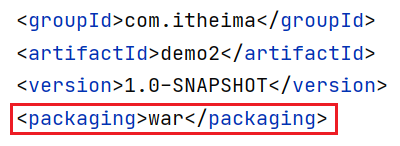 <groupId>com.itheima</groupId>
<artifactId>demo2</artifactId>
<version>1.0-SNAPSHOT</version>
<packaging>war</packaging>